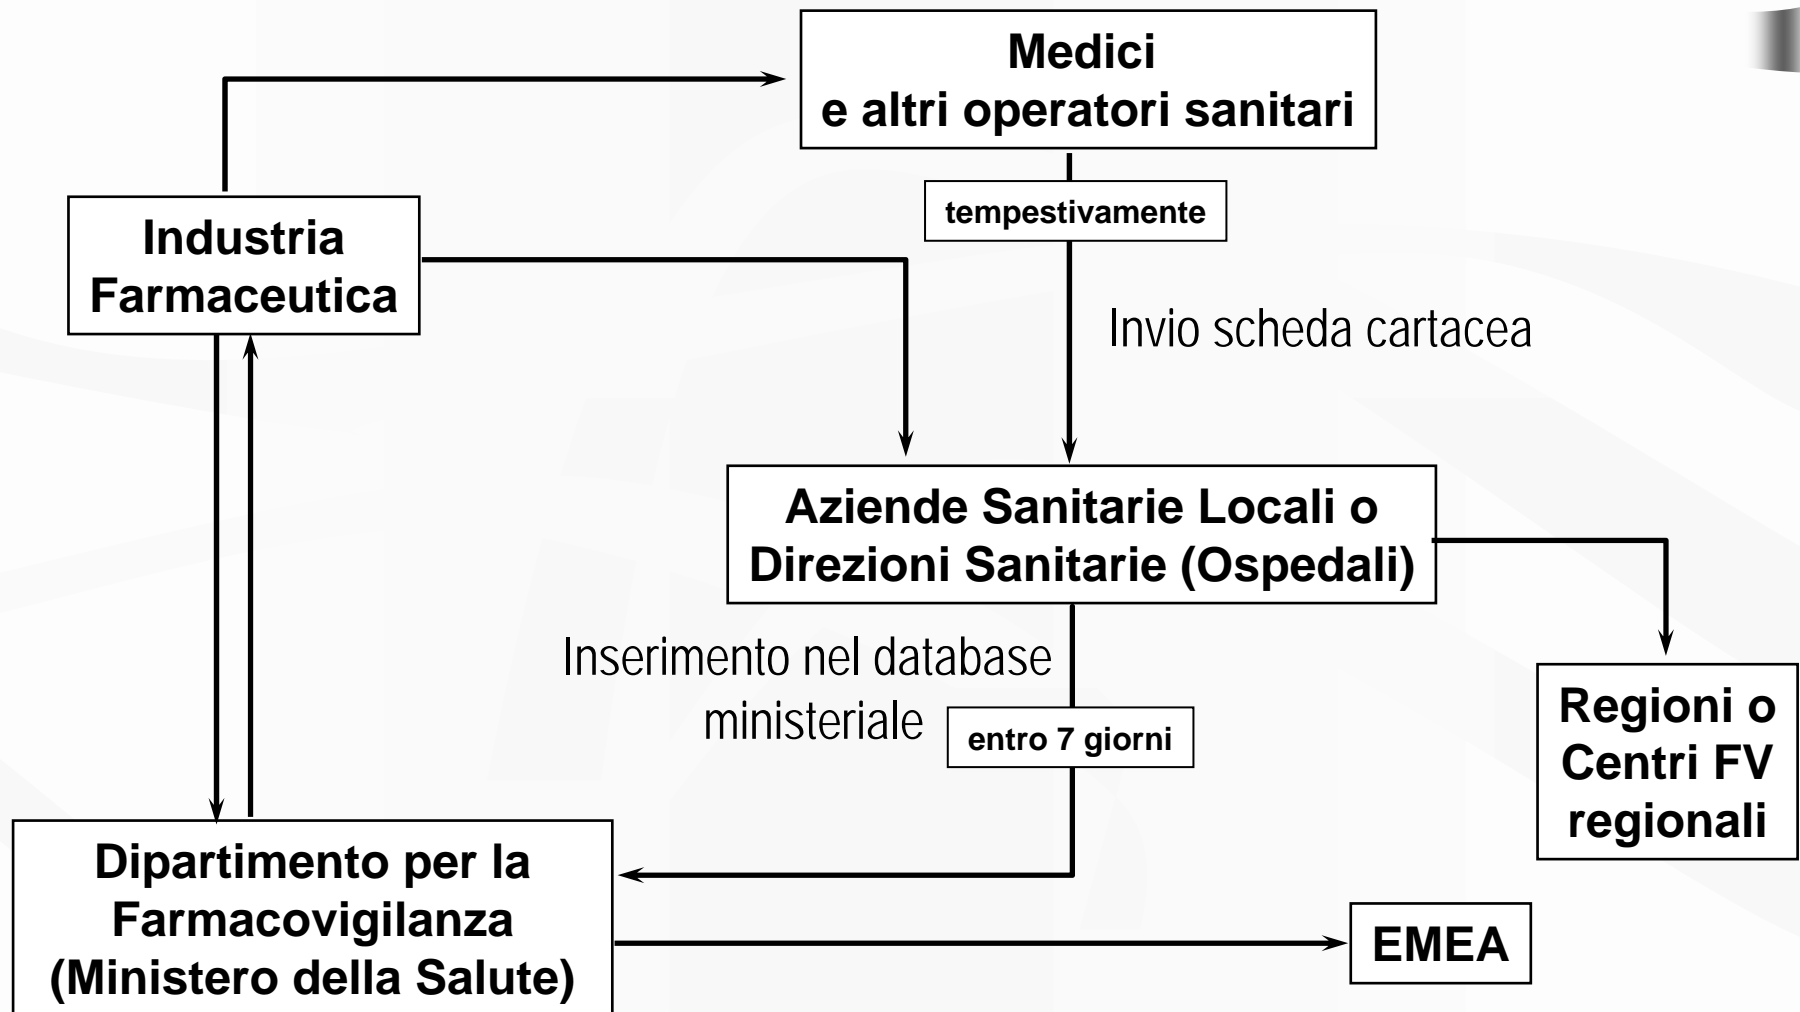 Medici
e altri operatori sanitari
tempestivamente
Industria
Farmaceutica
Invio scheda cartacea
Aziende Sanitarie Locali o
Direzioni Sanitarie (Ospedali)
Inserimento nel database
ministeriale
entro 7 giorni
Regioni o
Centri FV
regionali
Dipartimento per la
Farmacovigilanza
(Ministero della Salute)
EMEA